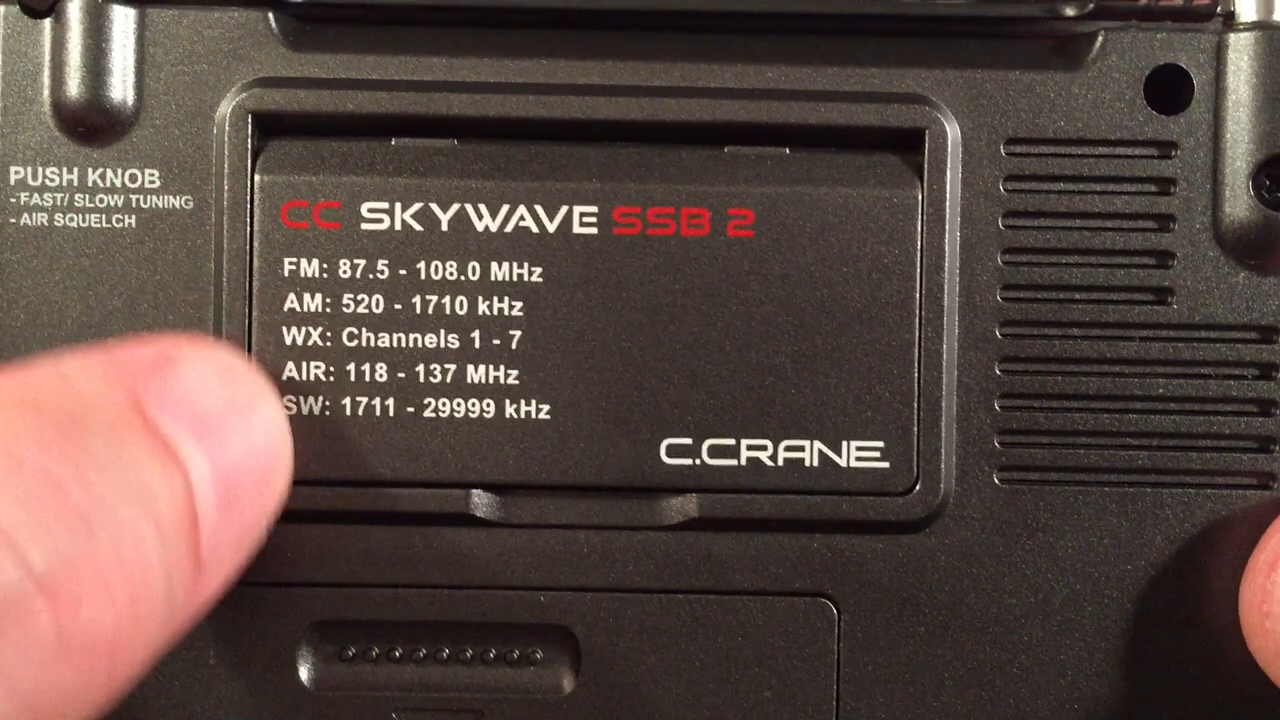 PUSH KNOB
- FAST/ SLOW TUNING
- AIR SQUELCH
CC SKYWAVE SSB 2
FM: 87.5 - 108.0 MHz
AM: 520 - 1710 kHz
WX: Channels 1 - 7
AIR: 118 - 137 MHz
SW: 1711 - 29999 kHz
C.CRANE